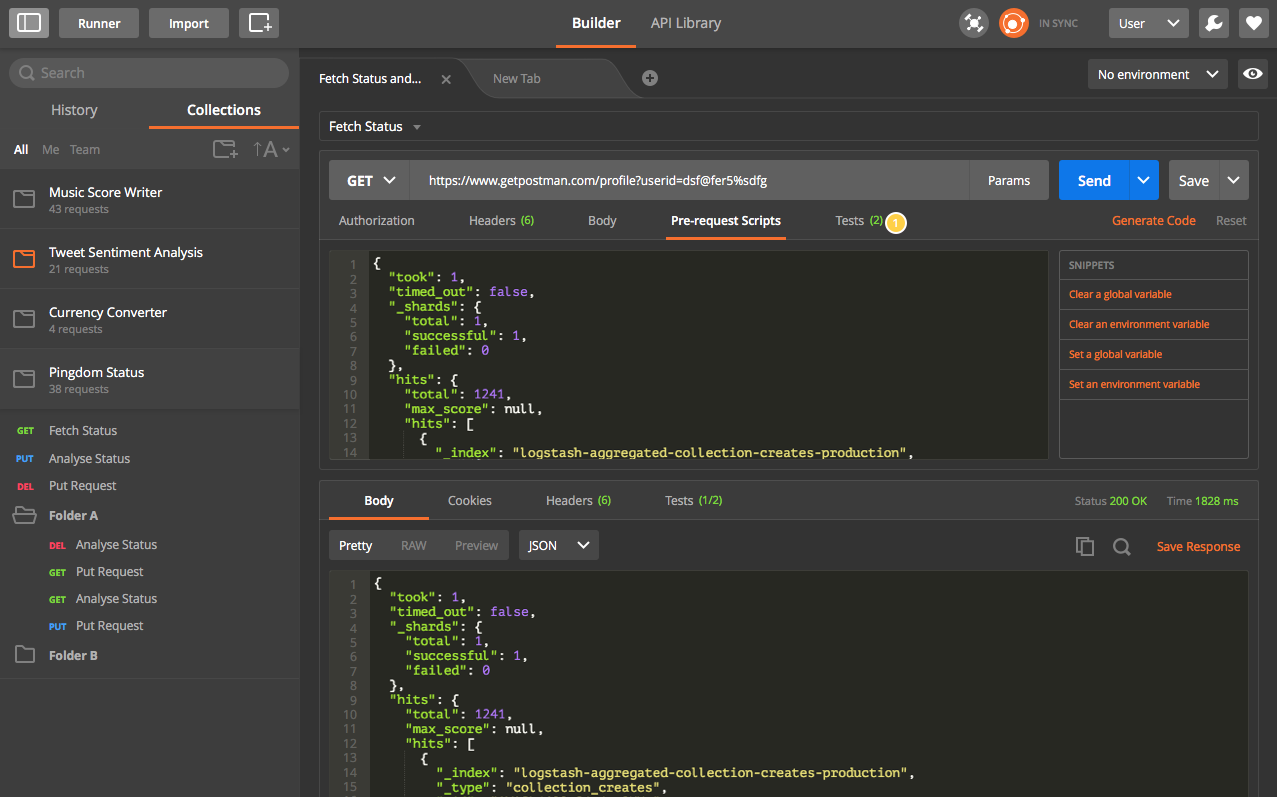 Runner Import Builder API Library IN SYNC User
Search
Fetch Status and... New Tab No environment
History Collections
All Me Team
Music Score Writer
43 requests
Tweet Sentiment Analysis
21 requests
Currency Converter
4 requests
Pingdom Status
38 requests
GET Fetch Status
PUT Analyse Status
DEL Put Request
Folder A
DEL Analyse Status
GET Put Request
GET Analyse Status
PUT Put Request
Folder B
Fetch Status
GET https://www.getpostman.com/profile?userid=dsf@fer5%sdfg Params Send Save
Authorization Headers (6) Body Pre-request Scripts Tests (2) 1 Generate Code Reset
1 {
2 "took": 1,
3 "timed_out": false,
4 "_shards": {
5 "total": 1,
6 "successful": 1,
7 "failed": 0
8 },
9 "hits": {
10 "total": 1241,
11 "max_score": null,
12 "hits": [
13 {
14 "_index": "logstash-aggregated-collection-creates-production",
SNIPPETS
Clear a global variable
Clear an environment variable
Set a global variable
Set an environment variable
Body Cookies Headers (6) Tests (1/2) Status 200 OK Time 1828 ms
Pretty RAW Preview JSON Save Response
1 {
2 "took": 1,
3 "timed_out": false,
4 "_shards": {
5 "total": 1,
6 "successful": 1,
7 "failed": 0
8 },
9 "hits": {
10 "total": 1241,
11 "max_score": null,
12 "hits": [
13 {
14 "_index": "logstash-aggregated-collection-creates-production",
15 "_type": "collection_creates",